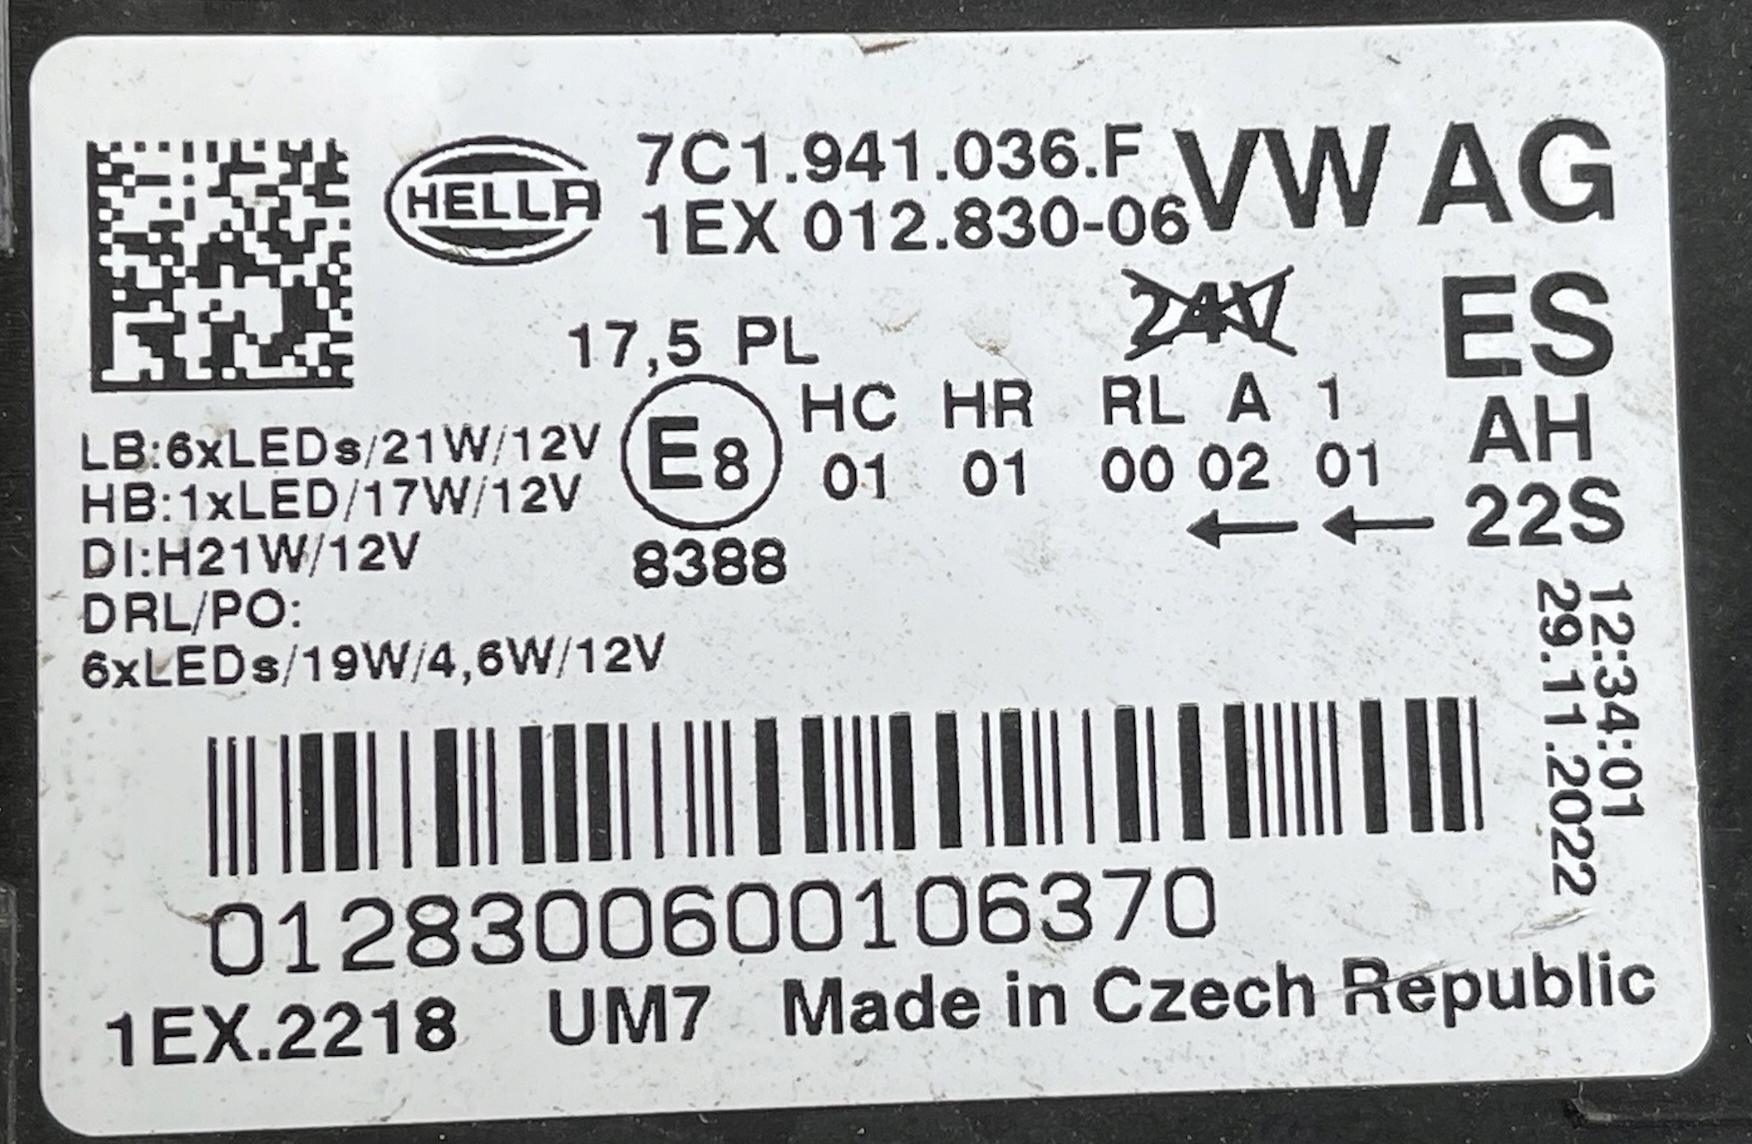 HELLA
7C1.941.036.F
1EX 012.830-06
VW AG
17,5 PL
24V
ES
E8
HC HR RL A 1
01 01 00 02 01
AH
22S
8388
LB:6xLEDs/21W/12V
HB:1xLED/17W/12V
DI:H21W/12V
DRL/PO:
6xLEDs/19W/4,6W/12V
12:34:01
29.11.2022
012830060010637​0
1EX.2218 UM7 Made in Czech Republic